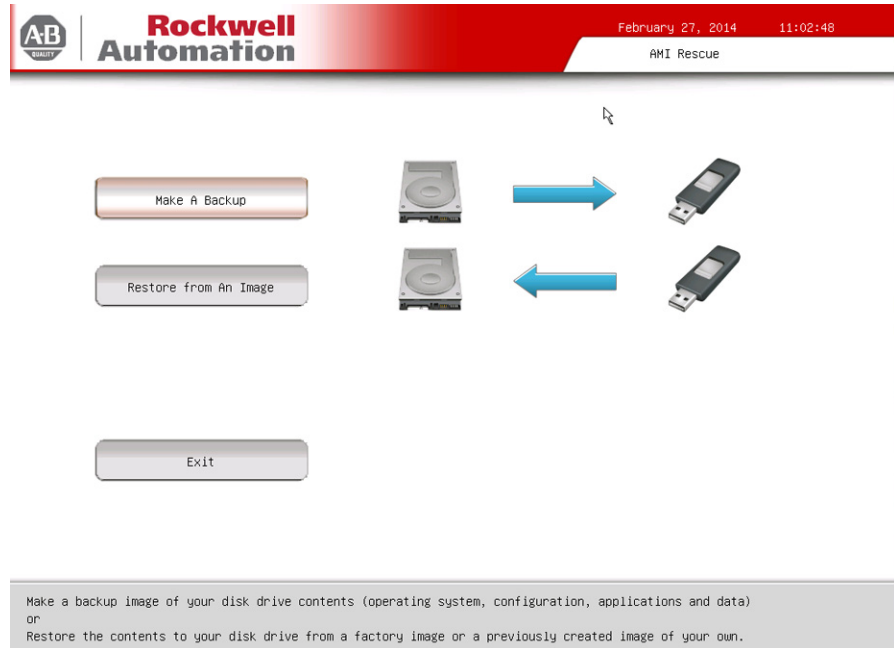 AB
QUALITY
Rockwell
Automation
February 27, 2014 11:02:48
AMI Rescue
Make A Backup
Restore from An Image
Exit
Make a backup image of your disk drive contents (operating system, configuration, applications and data)
or
Restore the contents to your disk drive from a factory image or a previously created image of your own.